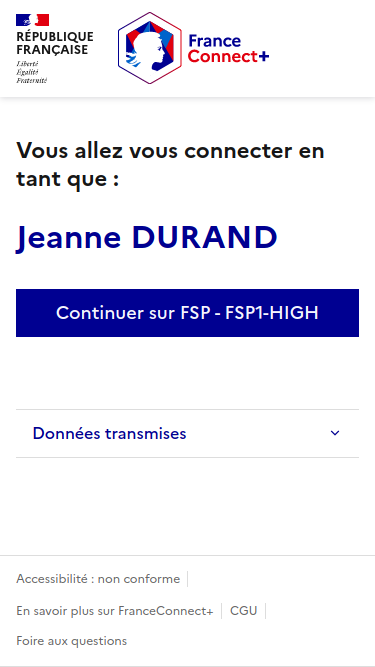 RÉPUBLIQUE
FRANÇAISE
Liberté
Égalité
Fraternité
France
Connect+
Vous allez vous connecter en
tant que :
Jeanne DURAND
Continuer sur FSP - FSP1-HIGH
Données transmises
Accessibilité : non conforme
En savoir plus sur FranceConnect+
CGU
Foire aux questions